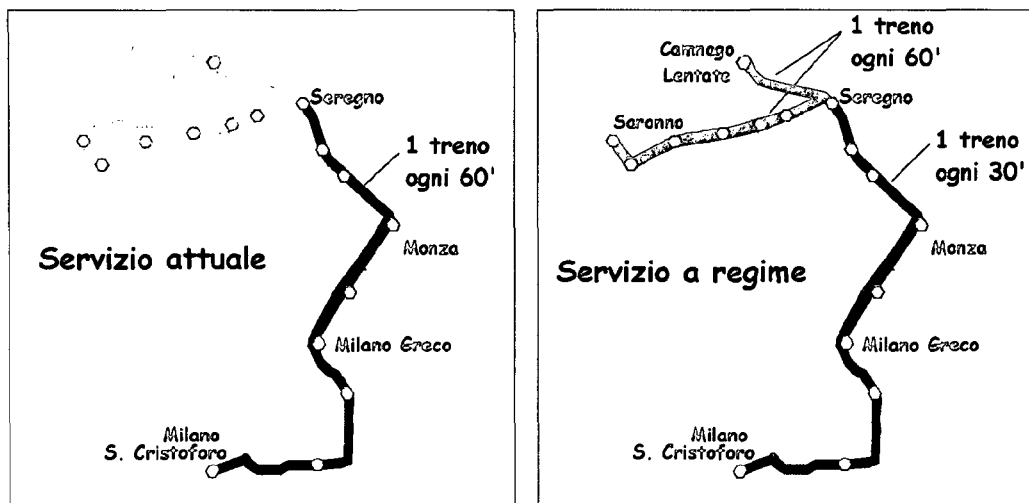 Seregno
1 treno
ogni 60'
Monza
Servizio attuale
Milano Greco
Milano
S. Cristoforo
1 treno
ogni 60'
Camnago
Lentate
Seregno
Saronno
1 treno
ogni 30'
Monza
Servizio a regime
Milano Greco
Milano
S. Cristoforo